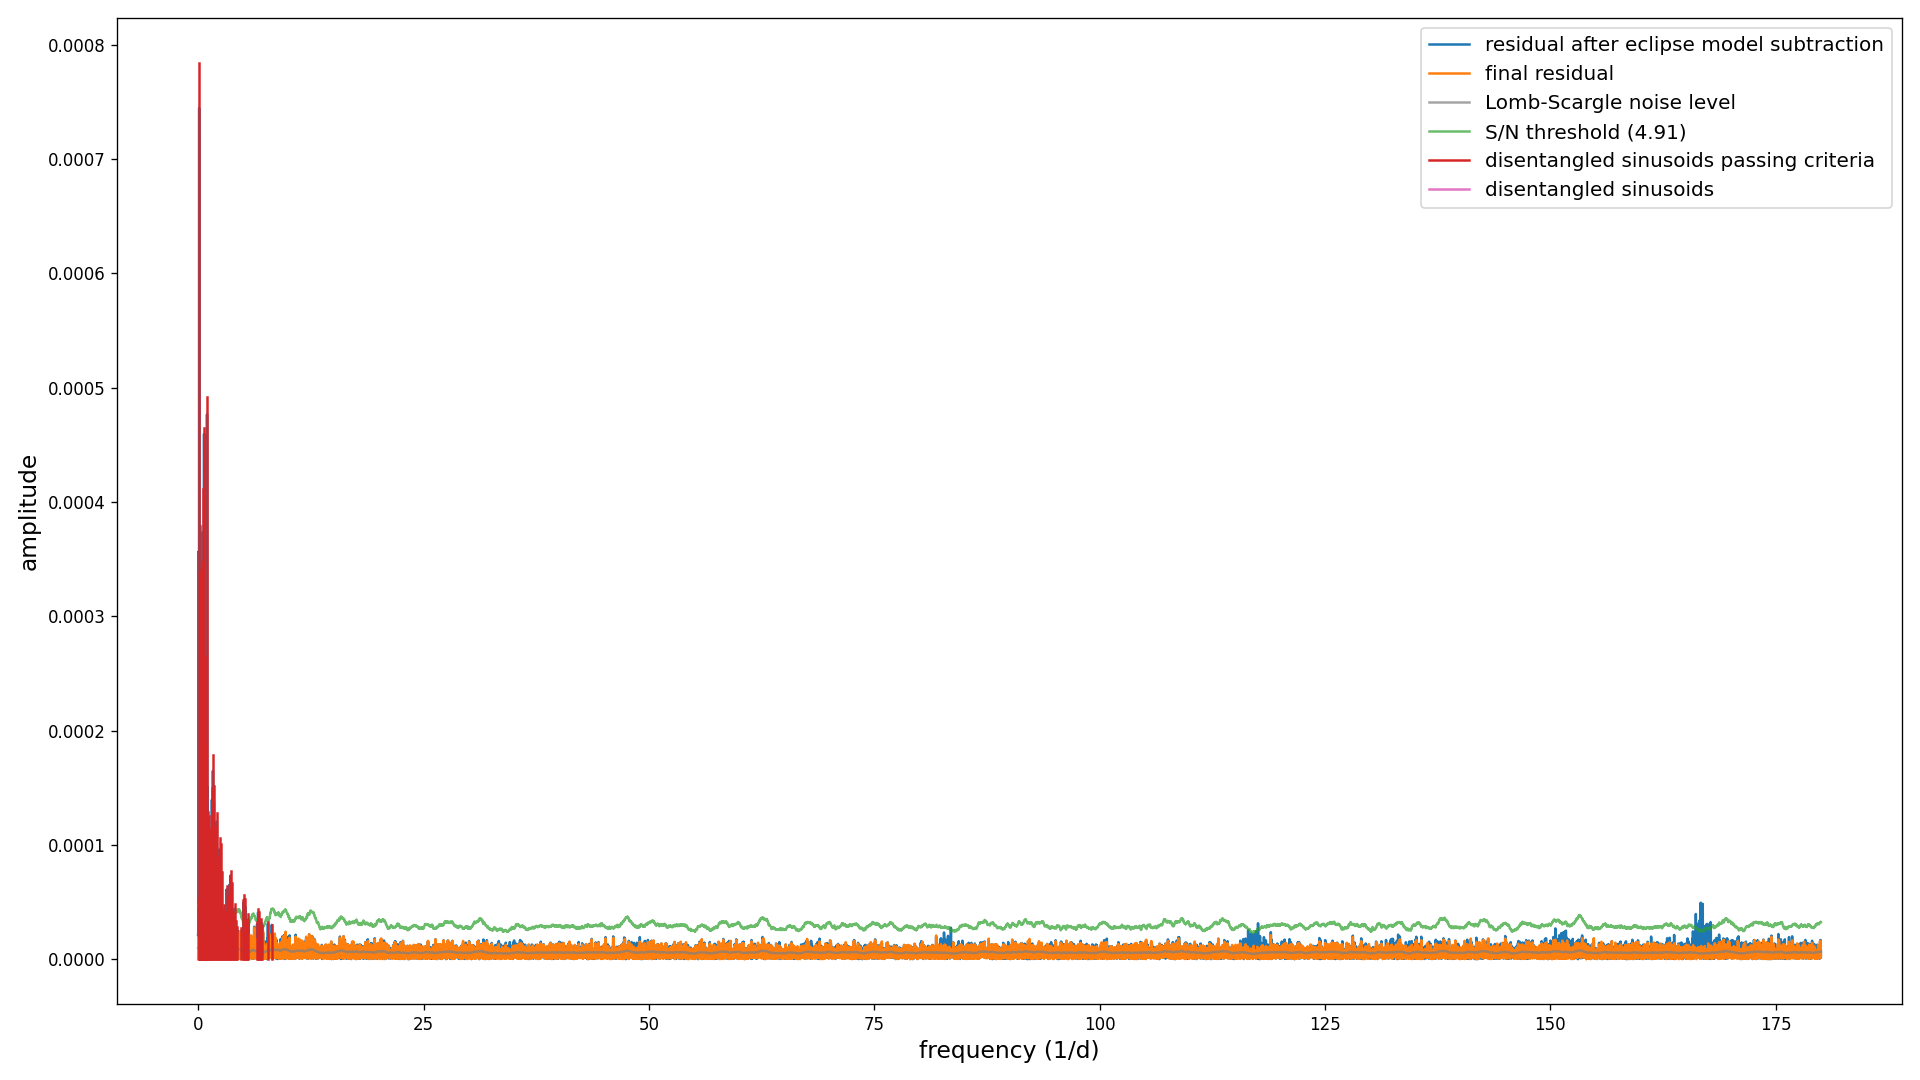 residual after eclipse model subtraction
final residual
Lomb-Scargle noise level
S/N threshold (4.91)
disentangled sinusoids passing criteria
disentangled sinusoids
amplitude
0.0008
0.0007
0.0006
0.0005
0.0004
0.0003
0.0002
0.0001
0.0000
0 25 50 75 100 125 150 175
frequency (1/d)